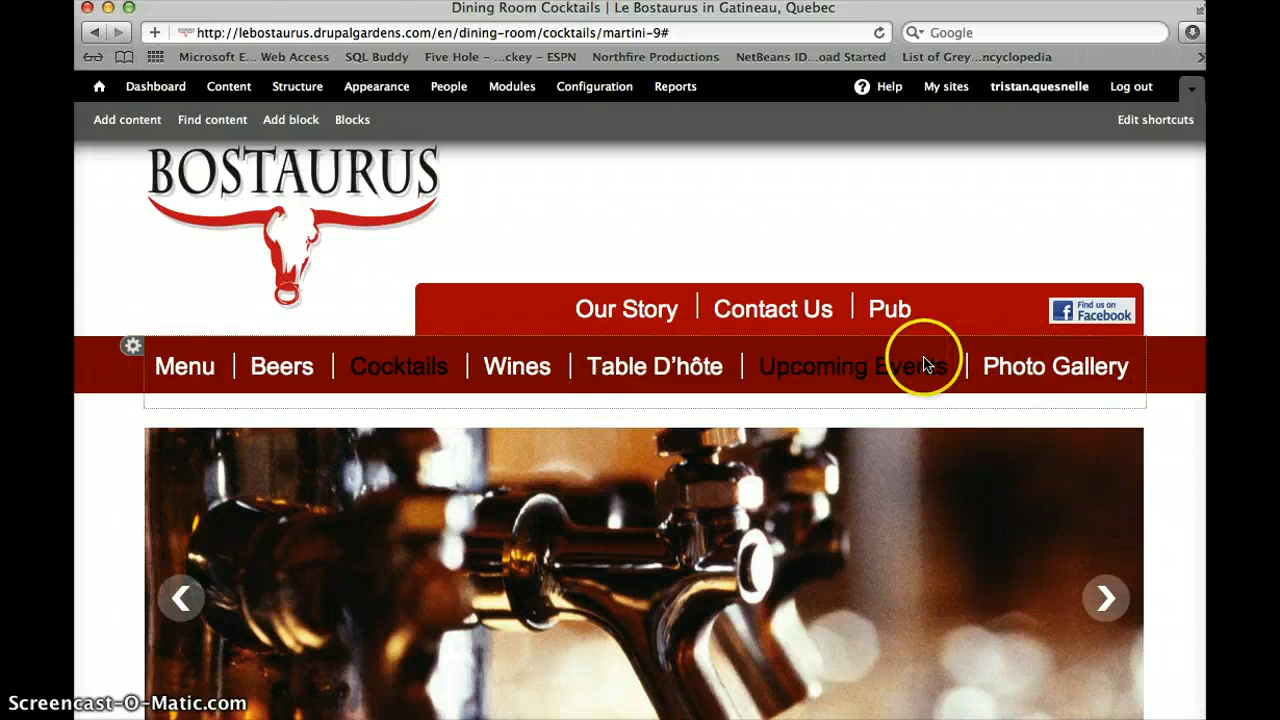 Dining Room Cocktails | Le Bostaurus in Gatineau, Quebec
http://lebostaurus.drupalgardens.com/en/dining-room/cocktails/martini-9#
Google
Microsoft E... Web Access SQL Buddy Five Hole – ...ckey – ESPN Northfire Productions NetBeans ID...oad Started List of Grey...ncyclopedia
Dashboard Content Structure Appearance People Modules Configuration Reports ? Help My sites tristan.quesnelle Log out
Add content Find content Add block Blocks Edit shortcuts
BOSTAURUS
Our Story | Contact Us | Pub
f Find us on
Facebook
Menu | Beers | Cocktails | Wines | Table D'hôte | Upcoming Events | Photo Gallery
Screencast-O-Matic.com